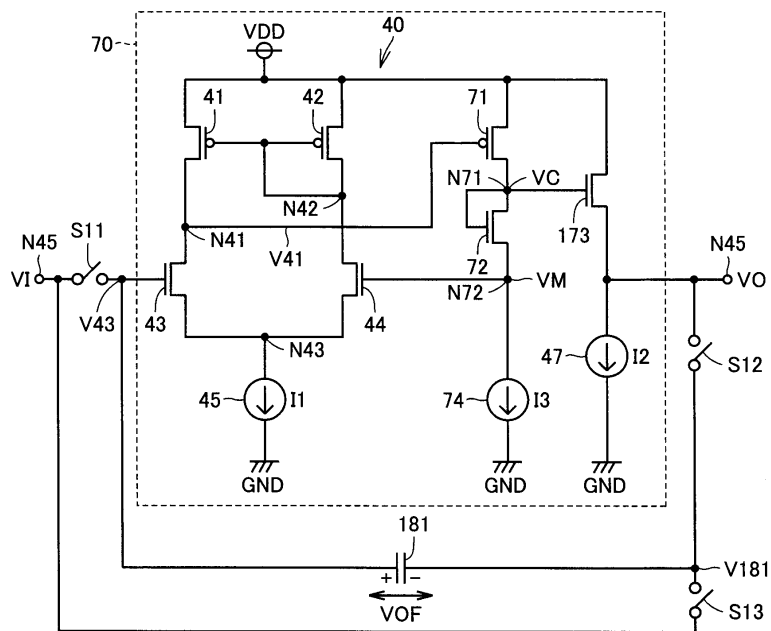 70
VDD
40
41
42
71
N71
VC
173
N42
N41
V41
72
N45
VI
S11
V43
43
44
N72
VM
N45
VO
N43
45
I1
74
I3
47
I2
S12
GND
GND
GND
181
+
−
VOF
V181
S13